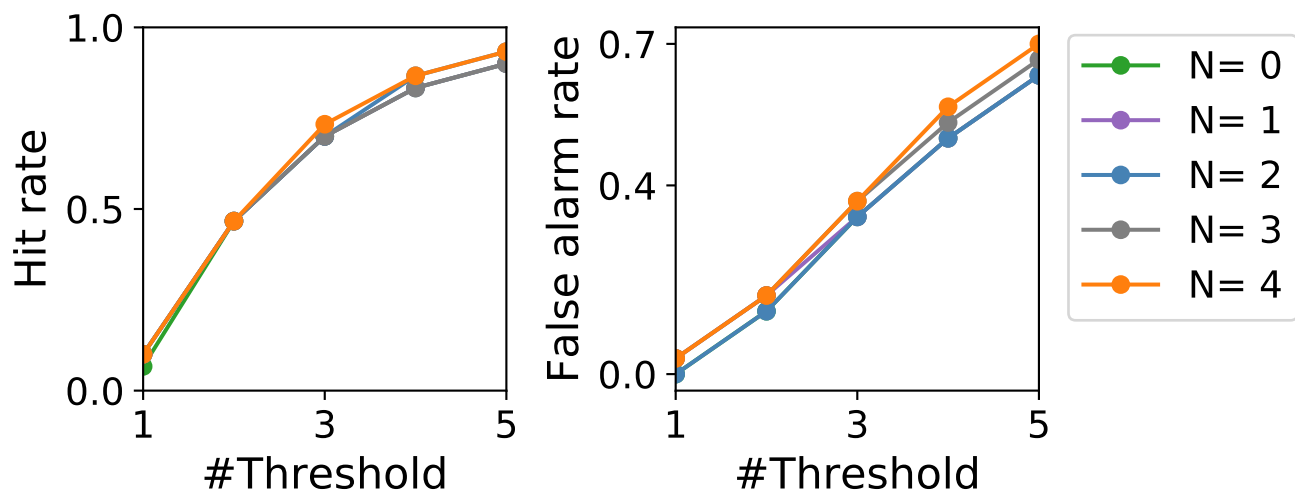 Hit rate
1.0
0.5
0.0
1
3
5
#Threshold
False alarm rate
0.7
0.4
0.0
1
3
5
#Threshold
N= 0
N= 1
N= 2
N= 3
N= 4